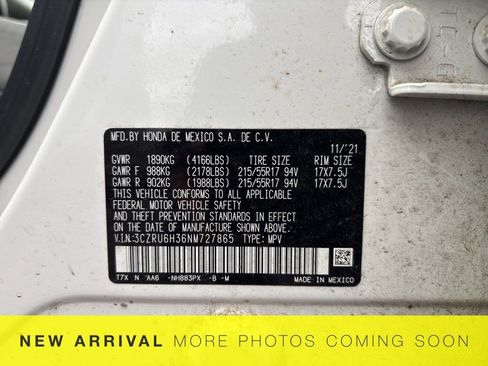 MFD.BY HONDA DE MEXICO S.A. DE C.V.
11/'21
GVWR 1890KG (4166LBS) TIRE SIZE RIM SIZE
GAWR F 988KG (2178LBS) 215/55R17 94V 17X7.5J
GAWR R 902KG (1988LBS) 215/55R17 94V 17X7.5J
THIS VEHICLE CONFORMS TO ALL APPLICABLE
FEDERAL MOTOR VEHICLE SAFETY
AND THEFT PREVENTION STANDARDS IN EFFECT
ON THE DATE OF MANUFACTURE SHOWN ABOVE.
V.I.N:3CZRU6H36NM727865 TYPE: MPV
T7X N AA6 -NH883PX -B -M
MADE IN MEXICO
NEW ARRIVAL MORE PHOTOS COMING SOON